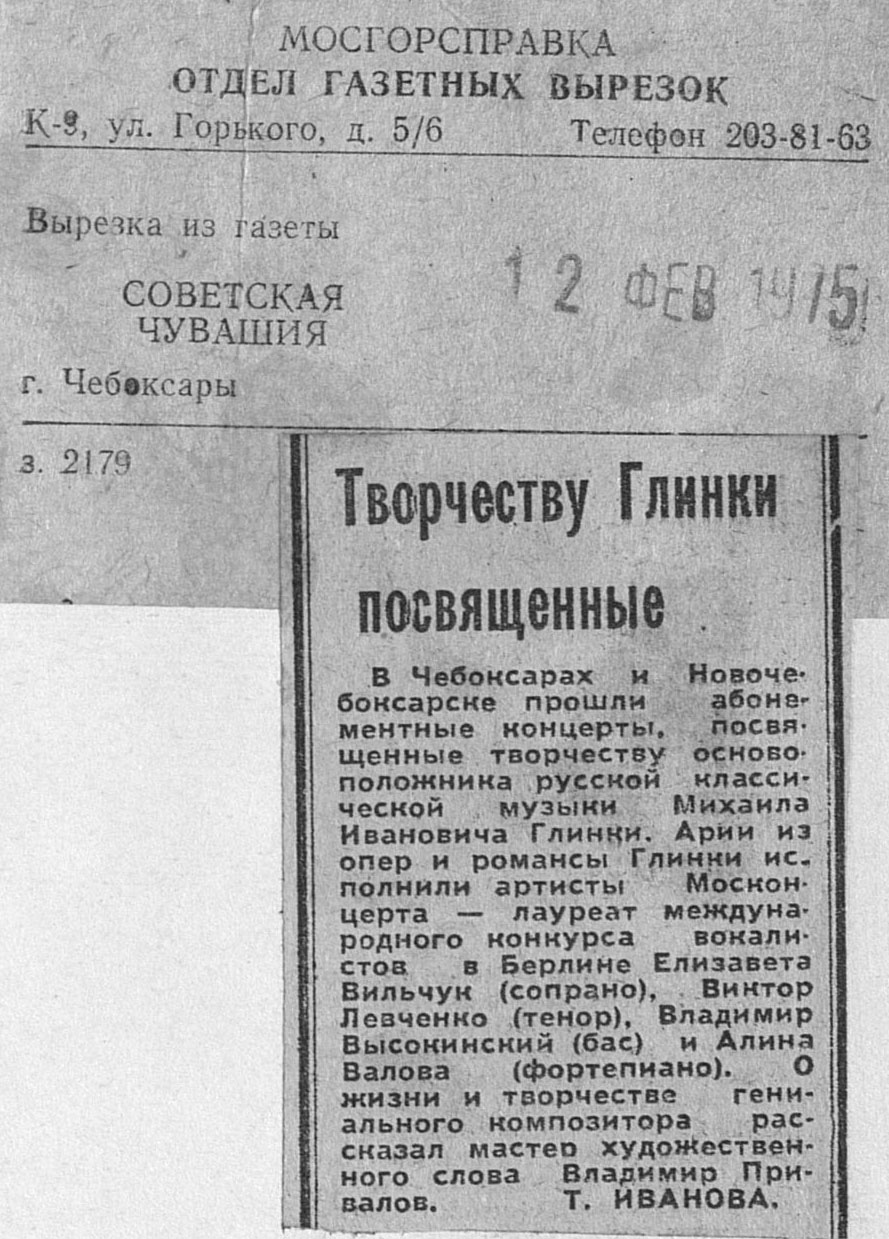 МОСГОРСПРАВКА
ОТДЕЛ ГАЗЕТНЫХ ВЫРЕЗОК
К-9, ул. Горького, д. 5/6 Телефон 203-81-63
Вырезка из газеты
12 ФЕВ 1975
СОВЕТСКАЯ
ЧУВАШИЯ
г. Чебоксары
з. 2179
Творчеству Глинки
посвященные
В Чебоксарах и Новоче-
боксарске прошли абоне-
ментные концерты, посвя-
щенные творчеству осново-
положника русской класси-
ческой музыки Михаила
Ивановича Глинки. Арии из
опер и романсы Глинки ис-
полнили артисты Москон-
церта — лауреат междуна-
родного конкурса вокали-
стов в Берлине Елизавета
Вильчук (сопрано), Виктор
Левченко (тенор), Владимир
Высокинский (бас) и Алина
Валова (фортепиано). О
жизни и творчестве гени-
ального композитора рас-
сказал мастер художествен-
ного слова Владимир При-
валов. Т. ИВАНОВА.